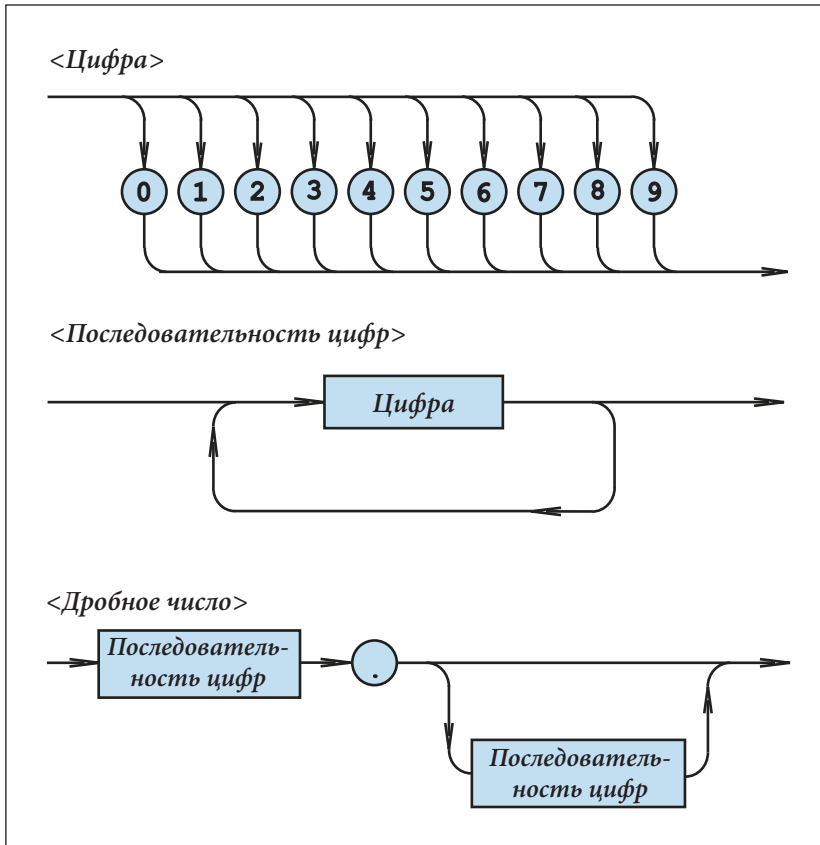 <Цифра>
0 1 2 3 4 5 6 7 8 9
<Последовательность цифр>
Цифра
<Дробное число>
Последователь-
ность цифр
.
Последователь-
ность цифр